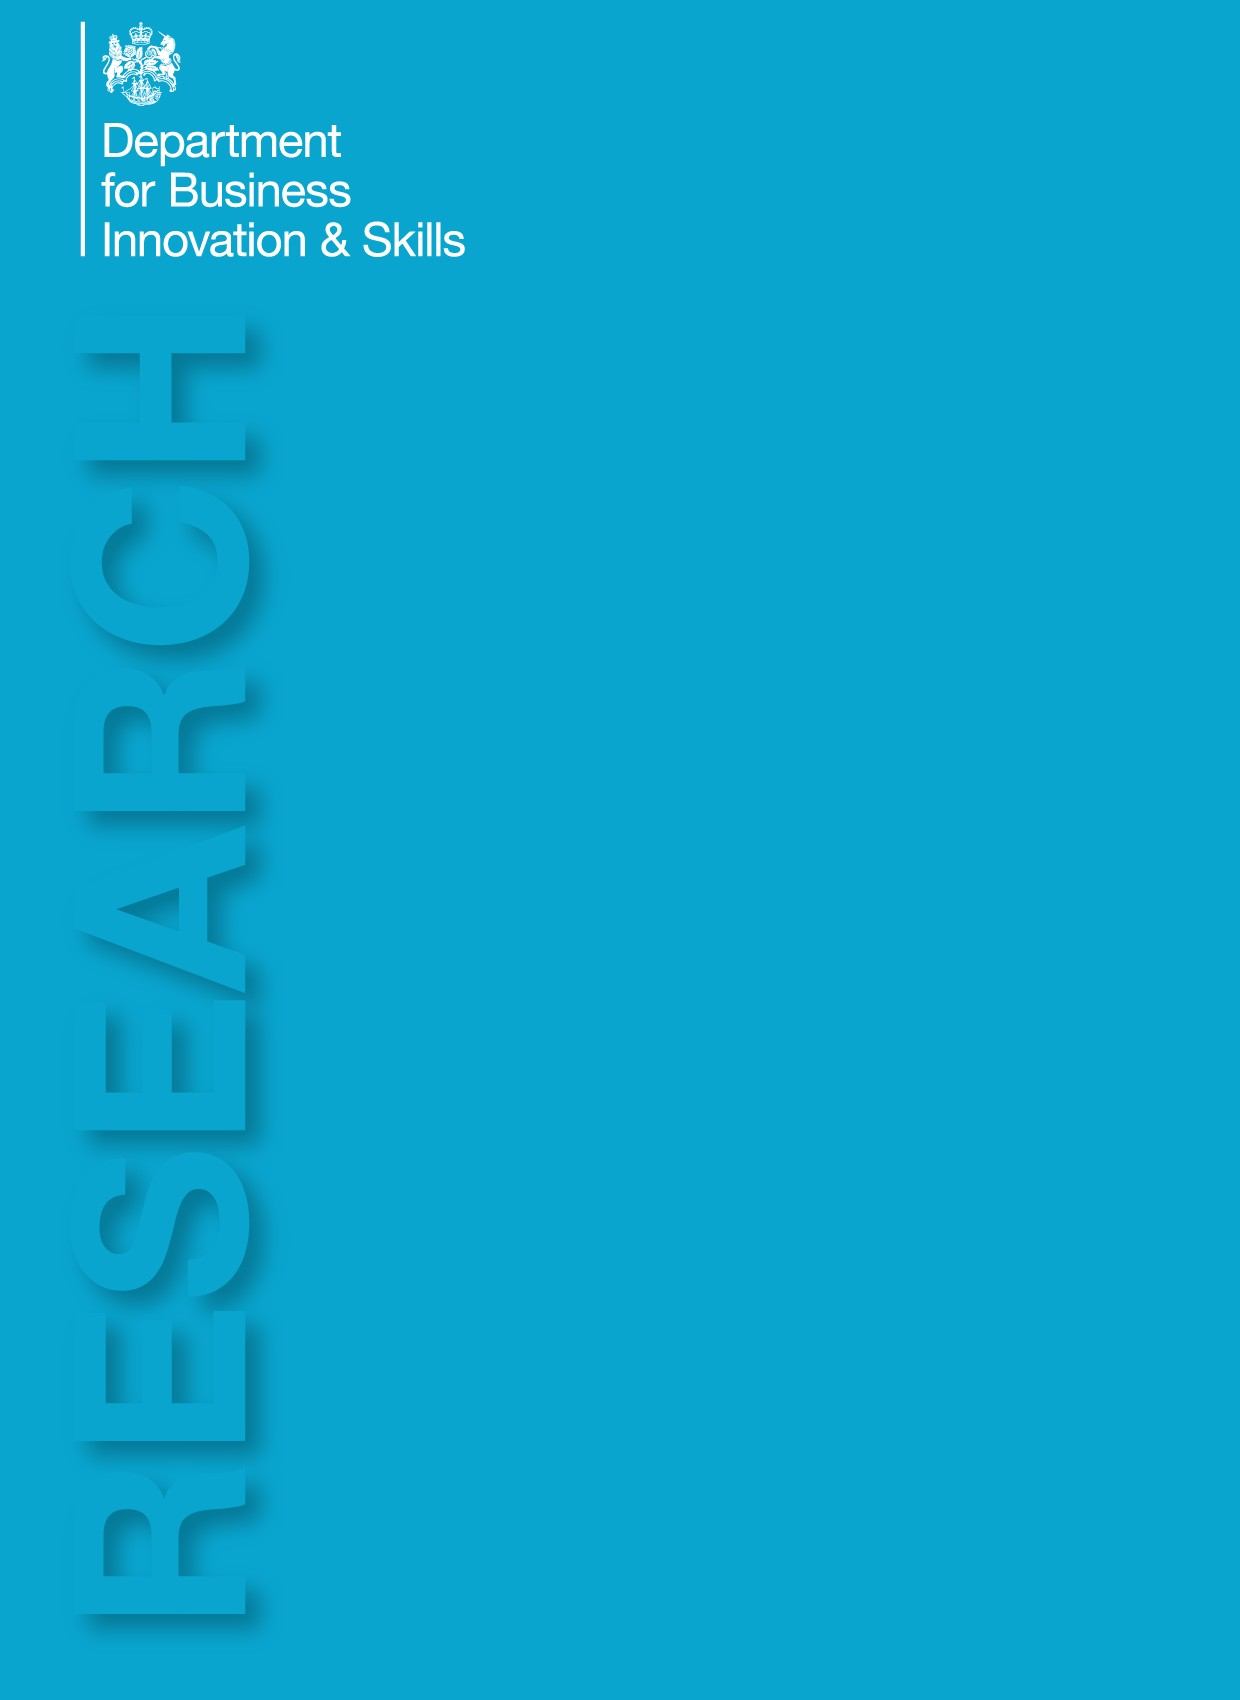 Department
for Business
Innovation & Skills
RESEARCH